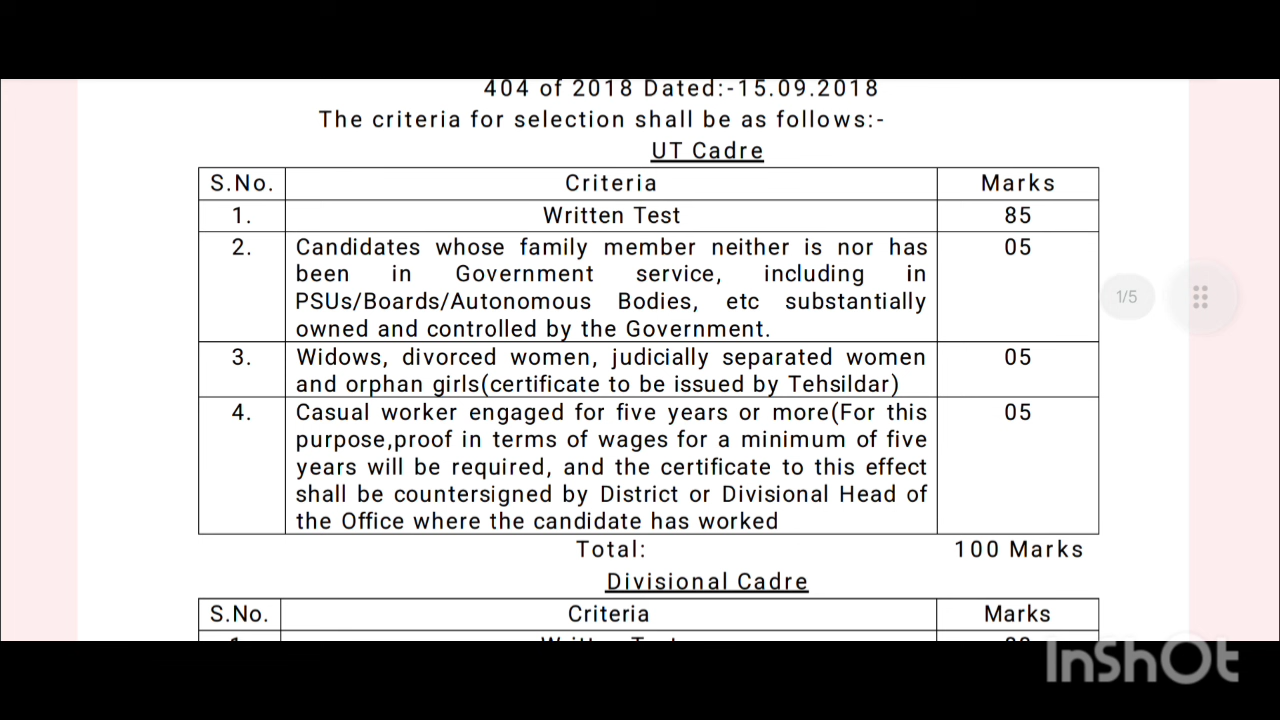 404 of 2018 Dated:-15.09.2018
The criteria for selection shall be as follows:-
UT Cadre
S.No. Criteria Marks
1. Written Test 85
2. Candidates whose family member neither is nor has 05
been in Government service, including in
PSUs/Boards/Autonomous Bodies, etc substantially
owned and controlled by the Government.
3. Widows, divorced women, judicially separated women 05
and orphan girls(certificate to be issued by Tehsildar)
4. Casual worker engaged for five years or more(For this 05
purpose,proof in terms of wages for a minimum of five
years will be required, and the certificate to this effect
shall be countersigned by District or Divisional Head of
the Office where the candidate has worked
Total: 100 Marks
Divisional Cadre
S.No. Criteria Marks
1/5
InShOt